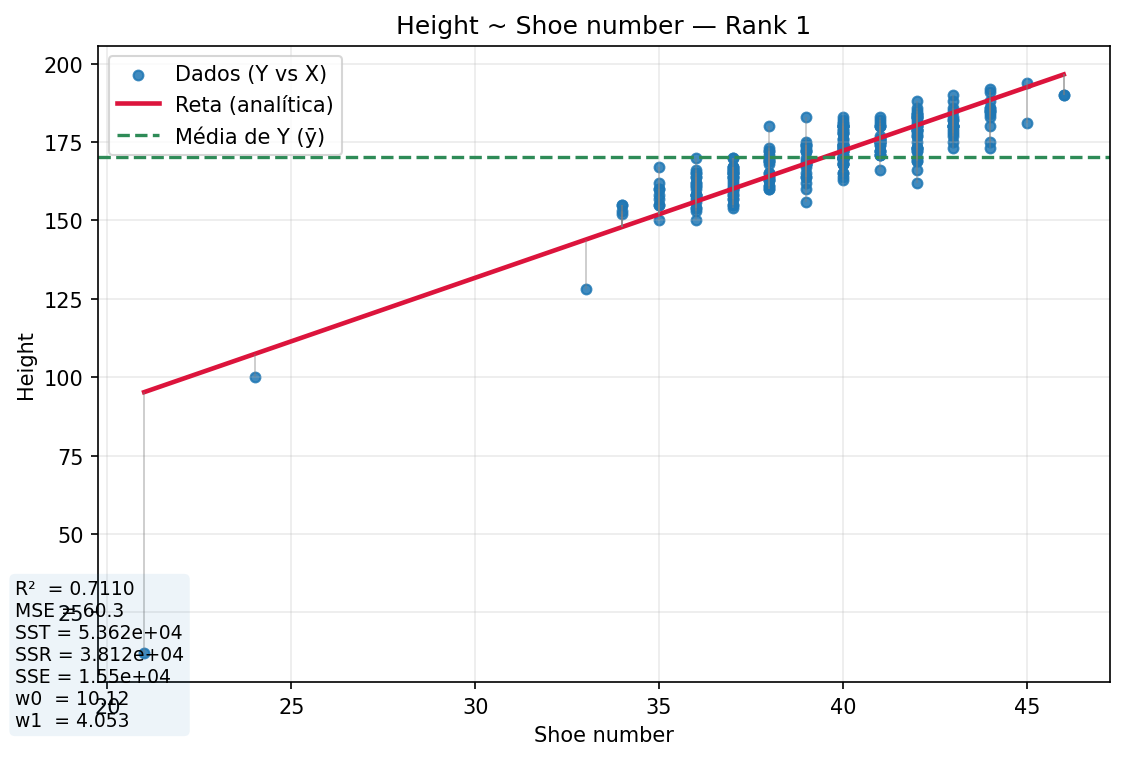 Height ~ Shoe number — Rank 1
Dados (Y vs X)
Reta (analítica)
Média de Y (ȳ)
200
175
150
125
100
75
50
25
Height
R² = 0.7110
MSE = 60.3
SST = 5.362e+04
SSR = 3.812e+04
SSE = 1.55e+04
w0 = 10.12
w1 = 4.053
20 25 30 35 40 45
Shoe number